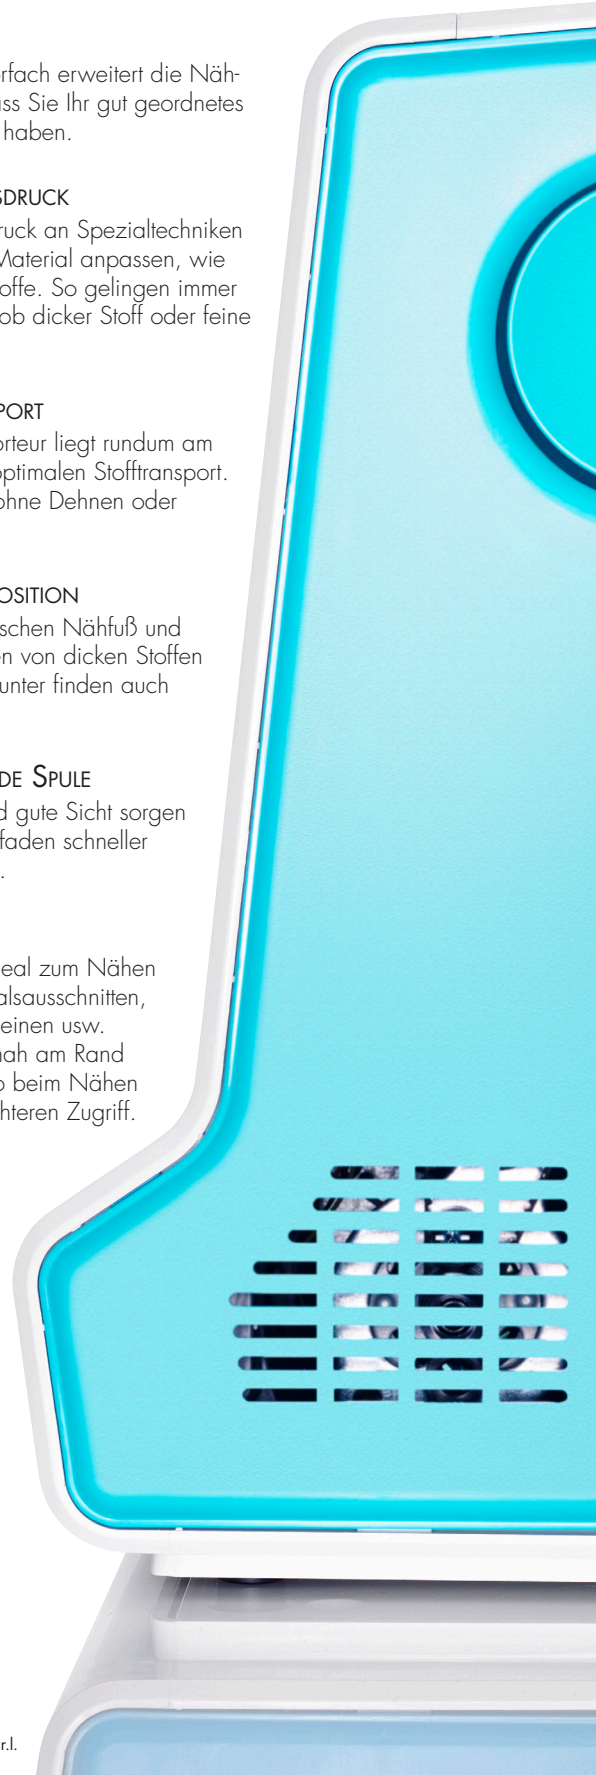 rfach erweitert die Näh-
ss Sie Ihr gut geordnetes
haben.
SDRUCK
ruck an Spezialtechniken
Material anpassen, wie
offe. So gelingen immer
ob dicker Stoff oder feine
PORT
orteur liegt rundum am
optimalen Stofftransport.
ohne Dehnen oder
OSITION
schen Nähfuß und
en von dicken Stoffen
unter finden auch
DE SPULE
d gute Sicht sorgen
faden schneller
.
eal zum Nähen
alsausschnitten,
einen usw.
nah am Rand
o beim Nähen
hteren Zugriff.
r.l.